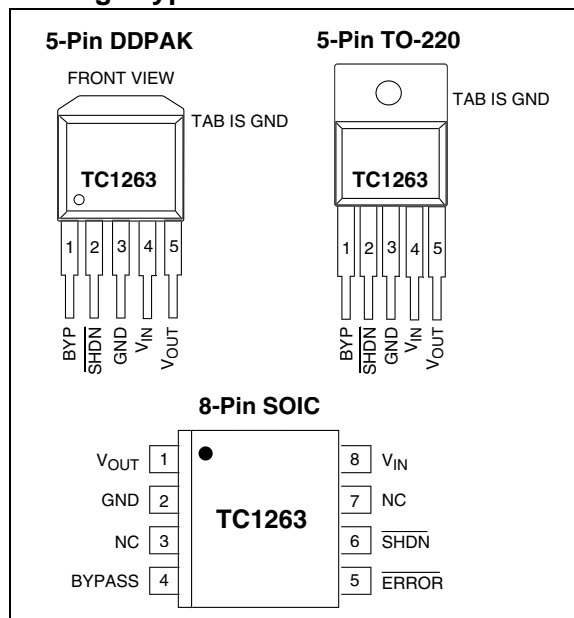 5-Pin DDPAK
FRONT VIEW
TAB IS GND
TC1263
1 2 3 4 5
BYP
SHDN
GND
VIN
VOUT
5-Pin TO-220
TAB IS GND
TC1263
1 2 3 4 5
BYP
SHDN
GND
VIN
VOUT
8-Pin SOIC
VOUT 1
GND 2
NC 3
BYPASS 4
TC1263
8 VIN
7 NC
6 SHDN
5 ERROR